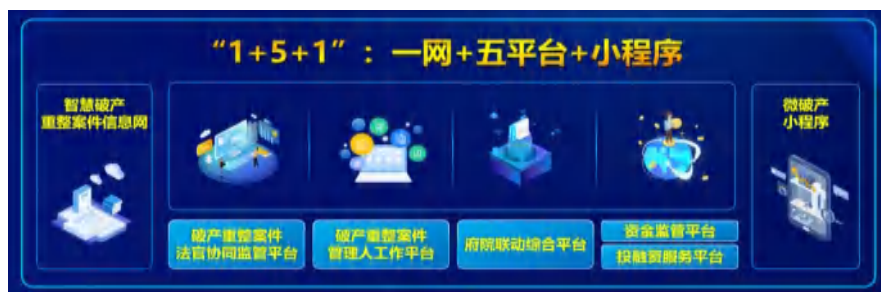 “1+5+1”：一网+五平台+小程序
智慧破产
重整案件信息网
微破产
小程序
破产重整案件
法官协同监管平台
破产重整案件
管理人工作平台
府院联动综合平台
资金监管平台
投融资服务平台